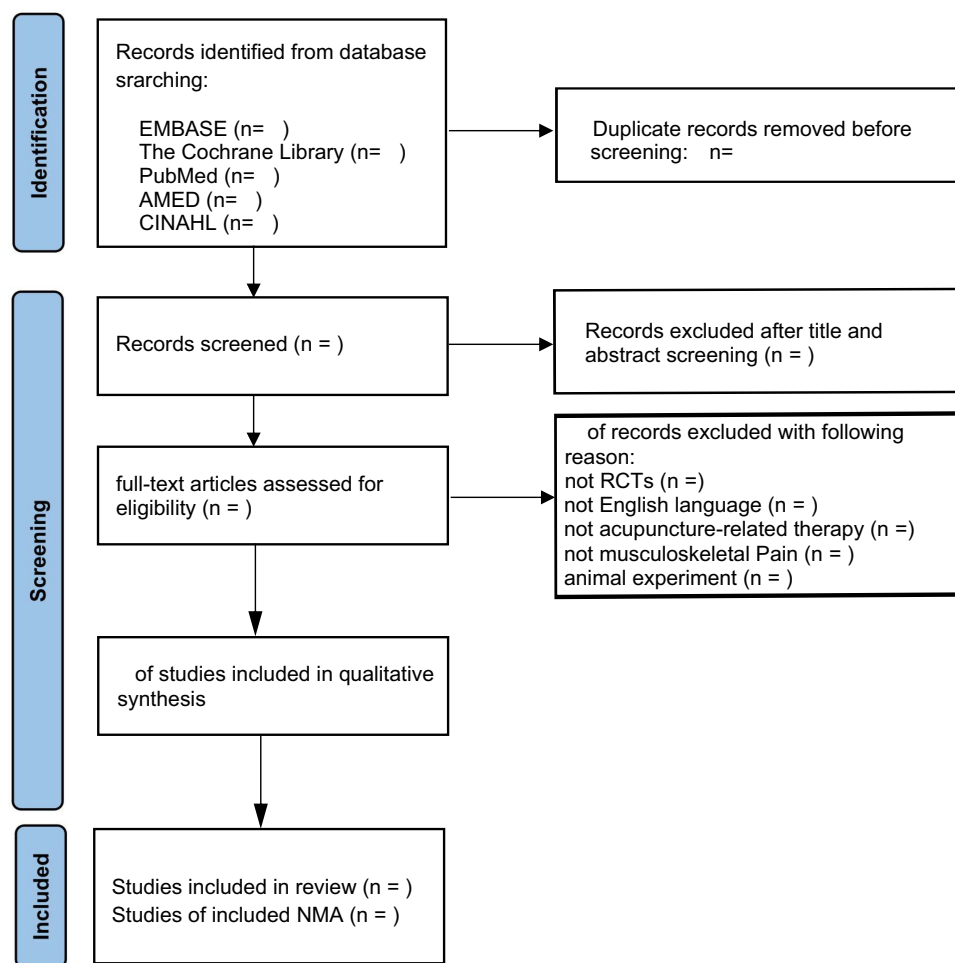 Identification
Records identified from database
srarching:
EMBASE (n=   )
The Cochrane Library (n=   )
PubMed (n=   )
AMED (n=   )
CINAHL (n=   )
Duplicate records removed before
screening:   n=
Screening
Records screened (n = )
Records excluded after title and
abstract screening (n = )
full-text articles assessed for
eligibility (n = )
of records excluded with following
reason:
not RCTs (n =)
not English language (n = )
not acupuncture-related therapy (n =)
not musculoskeletal Pain (n = )
animal experiment (n = )
of studies included in qualitative
synthesis
Included
Studies included in review (n = )
Studies of included NMA (n = )